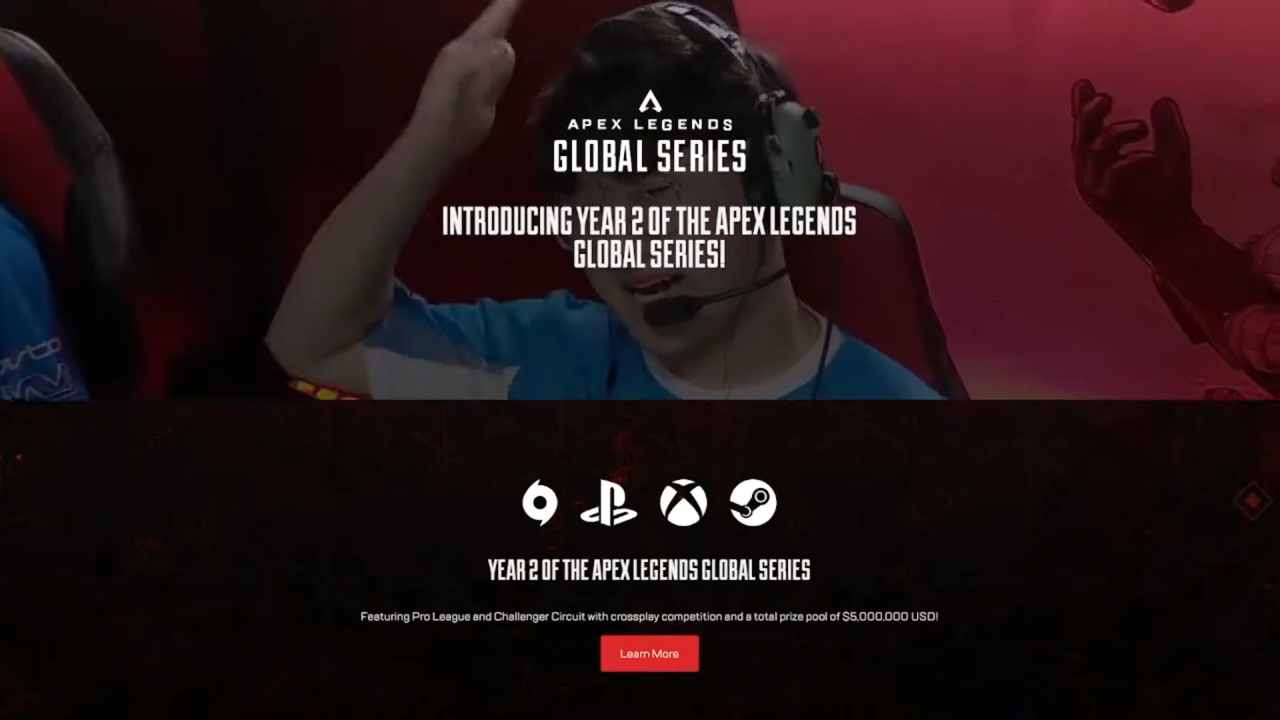 APEX LEGENDS
GLOBAL SERIES
INTRODUCING YEAR 2 OF THE APEX LEGENDS
GLOBAL SERIES!
YEAR 2 OF THE APEX LEGENDS GLOBAL SERIES
Featuring Pro League and Challenger Circuit with crossplay competition and a total prize pool of $5,000,000 USD!
Learn More